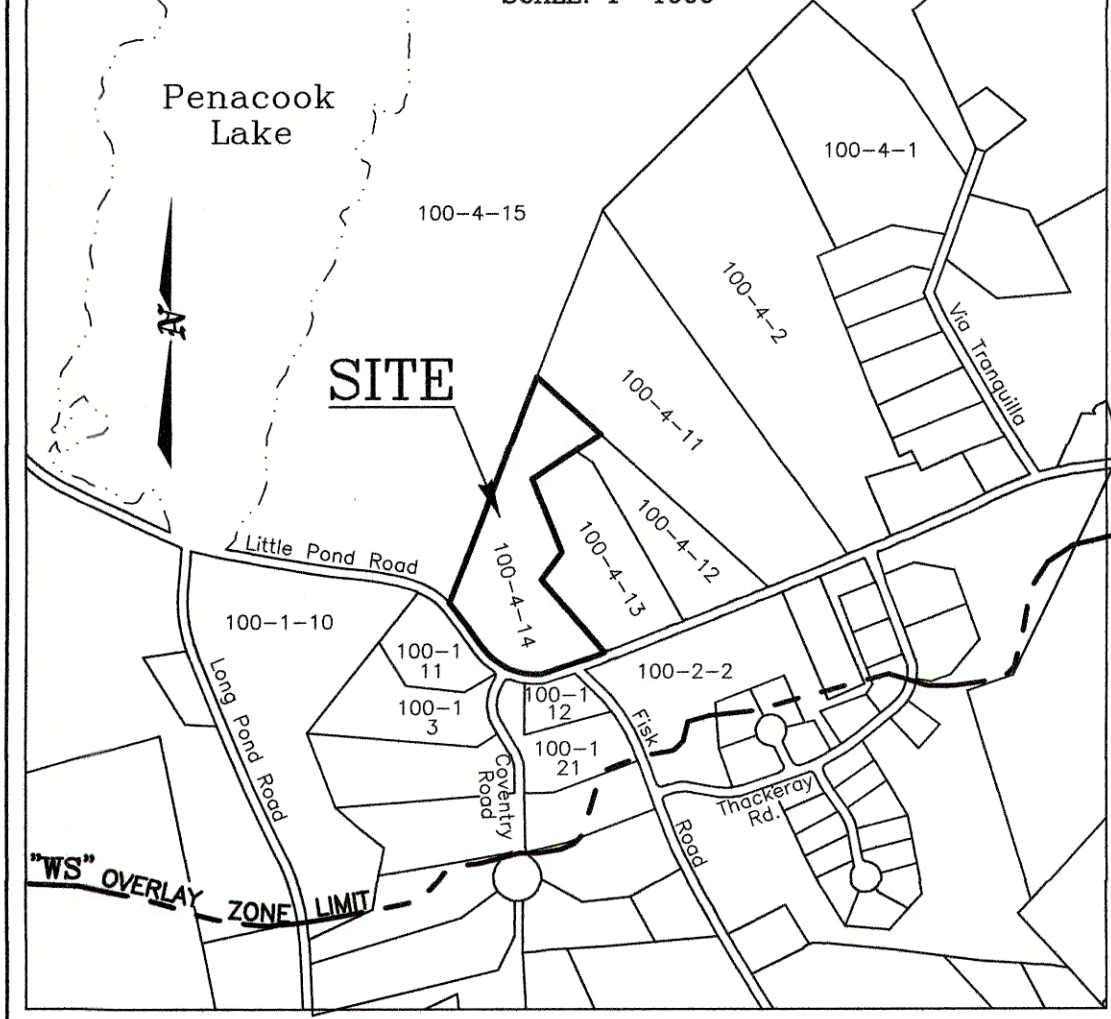 Penacook
Lake
100-4-1
100-4-15
100-4-2
N
Via Tranquilla
SITE
100-4-11
100-4-12
100-4-13
100-4-14
Little Pond Road
100-1-10
100-1
11
100-2-2
100-1
12
100-1
3
Long Pond Road
Fisk
Road
100-1
21
Coventry
Road
Thackeray
Rd.
"WS" OVERLAY ZONE LIMIT